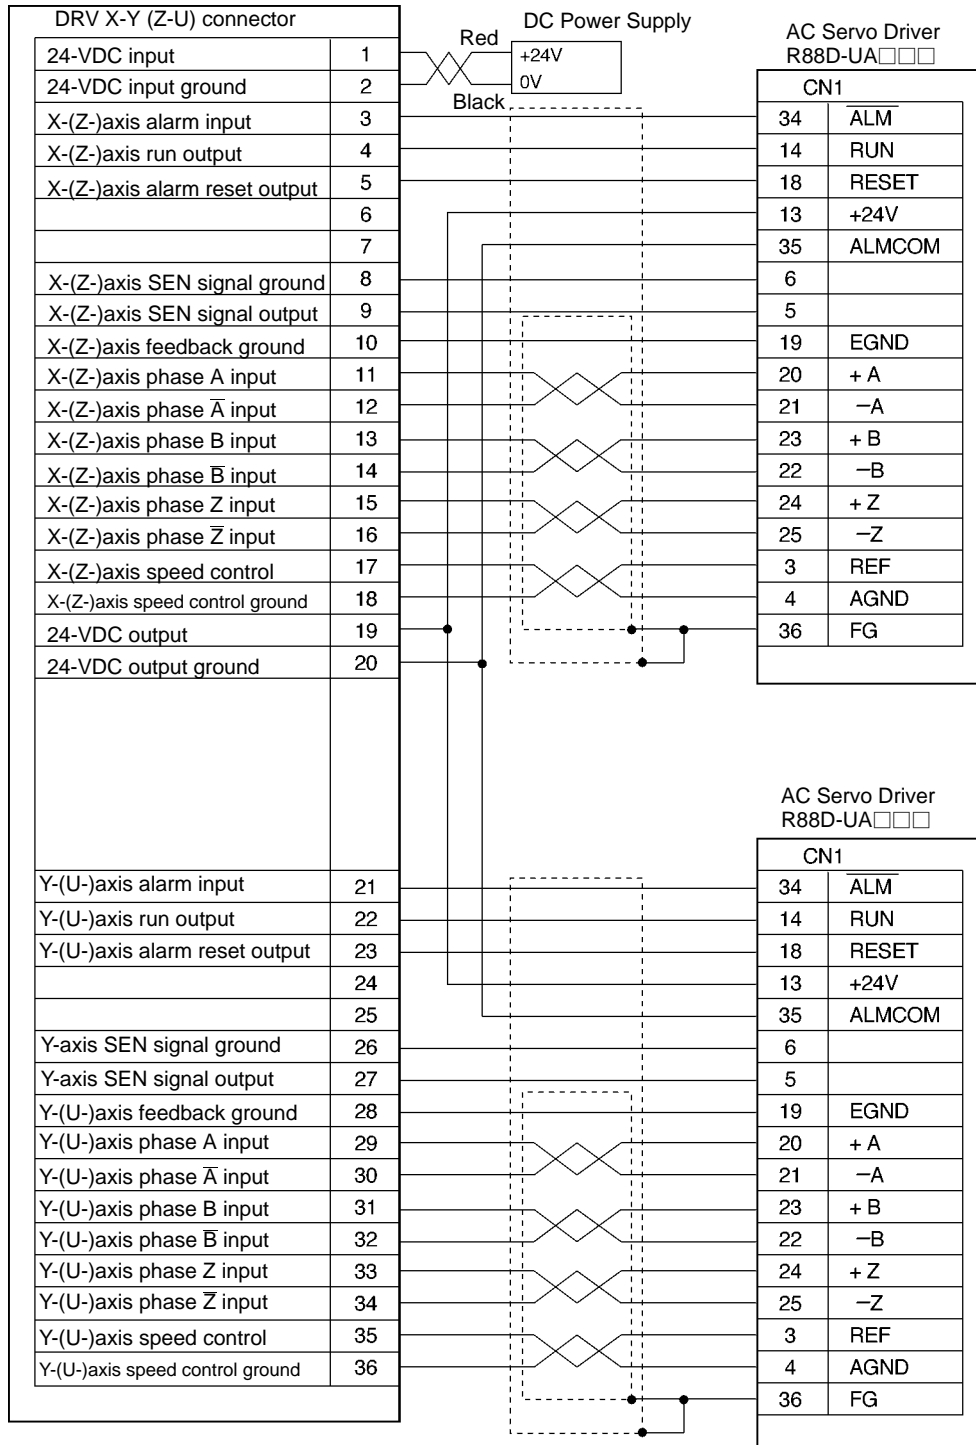 DRV X-Y (Z-U) connector
DC Power Supply
AC Servo Driver
R88D-UA□□□
Red
+24V
0V
Black
24-VDC input 1
24-VDC input ground 2
X-(Z-)axis alarm input 3
X-(Z-)axis run output 4
X-(Z-)axis alarm reset output 5
6
7
X-(Z-)axis SEN signal ground 8
X-(Z-)axis SEN signal output 9
X-(Z-)axis feedback ground 10
X-(Z-)axis phase A input 11
X-(Z-)axis phase A̅ input 12
X-(Z-)axis phase B input 13
X-(Z-)axis phase B̅ input 14
X-(Z-)axis phase Z input 15
X-(Z-)axis phase Z̅ input 16
X-(Z-)axis speed control 17
X-(Z-)axis speed control ground 18
24-VDC output 19
24-VDC output ground 20
CN1
34 A̅L̅M̅
14 RUN
18 RESET
13 +24V
35 ALMCOM
6
5
19 EGND
20 +A
21 −A
23 +B
22 −B
24 +Z
25 −Z
3 REF
4 AGND
36 FG
AC Servo Driver
R88D-UA□□□
Y-(U-)axis alarm input 21
Y-(U-)axis run output 22
Y-(U-)axis alarm reset output 23
24
25
Y-axis SEN signal ground 26
Y-axis SEN signal output 27
Y-(U-)axis feedback ground 28
Y-(U-)axis phase A input 29
Y-(U-)axis phase A̅ input 30
Y-(U-)axis phase B input 31
Y-(U-)axis phase B̅ input 32
Y-(U-)axis phase Z input 33
Y-(U-)axis phase Z̅ input 34
Y-(U-)axis speed control 35
Y-(U-)axis speed control ground 36
CN1
34 A̅L̅M̅
14 RUN
18 RESET
13 +24V
35 ALMCOM
6
5
19 EGND
20 +A
21 −A
23 +B
22 −B
24 +Z
25 −Z
3 REF
4 AGND
36 FG